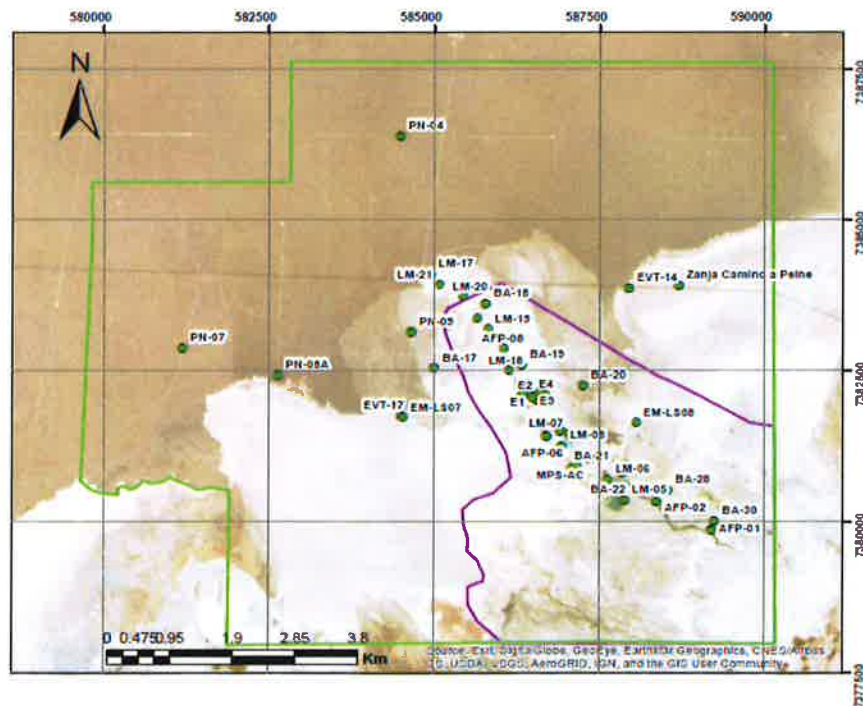 580000 582500 585000 587500 590000
N
7387500
PN-04
7385000
LM-17
EVT-14 Zanja Camino a Peine
LM-21
LM-20
BA-18
PN-05 LM-19
AFP-08
PN-07
BA-17 LM-18 BA-19
7382500
PN-08A
E2 E4 BA-20
E1 E3
EVT-17 EM-LS07
EM-LS08
LM-07 LM-08
AFP-06 BA-21
MPS-AC LM-06
BA-28
BA-22 LM-05)
AFP-02 BA-30
AFP-01
7380000
0 0.475 0.95 1.9 2.85 3.8
Km
Source: Esri, DigitalGlobe, GeoEye, Earthstar Geographics, CNES/Airbus
DS, USDA, USGS, AeroGRID, IGN, and the GIS User Community
7377500